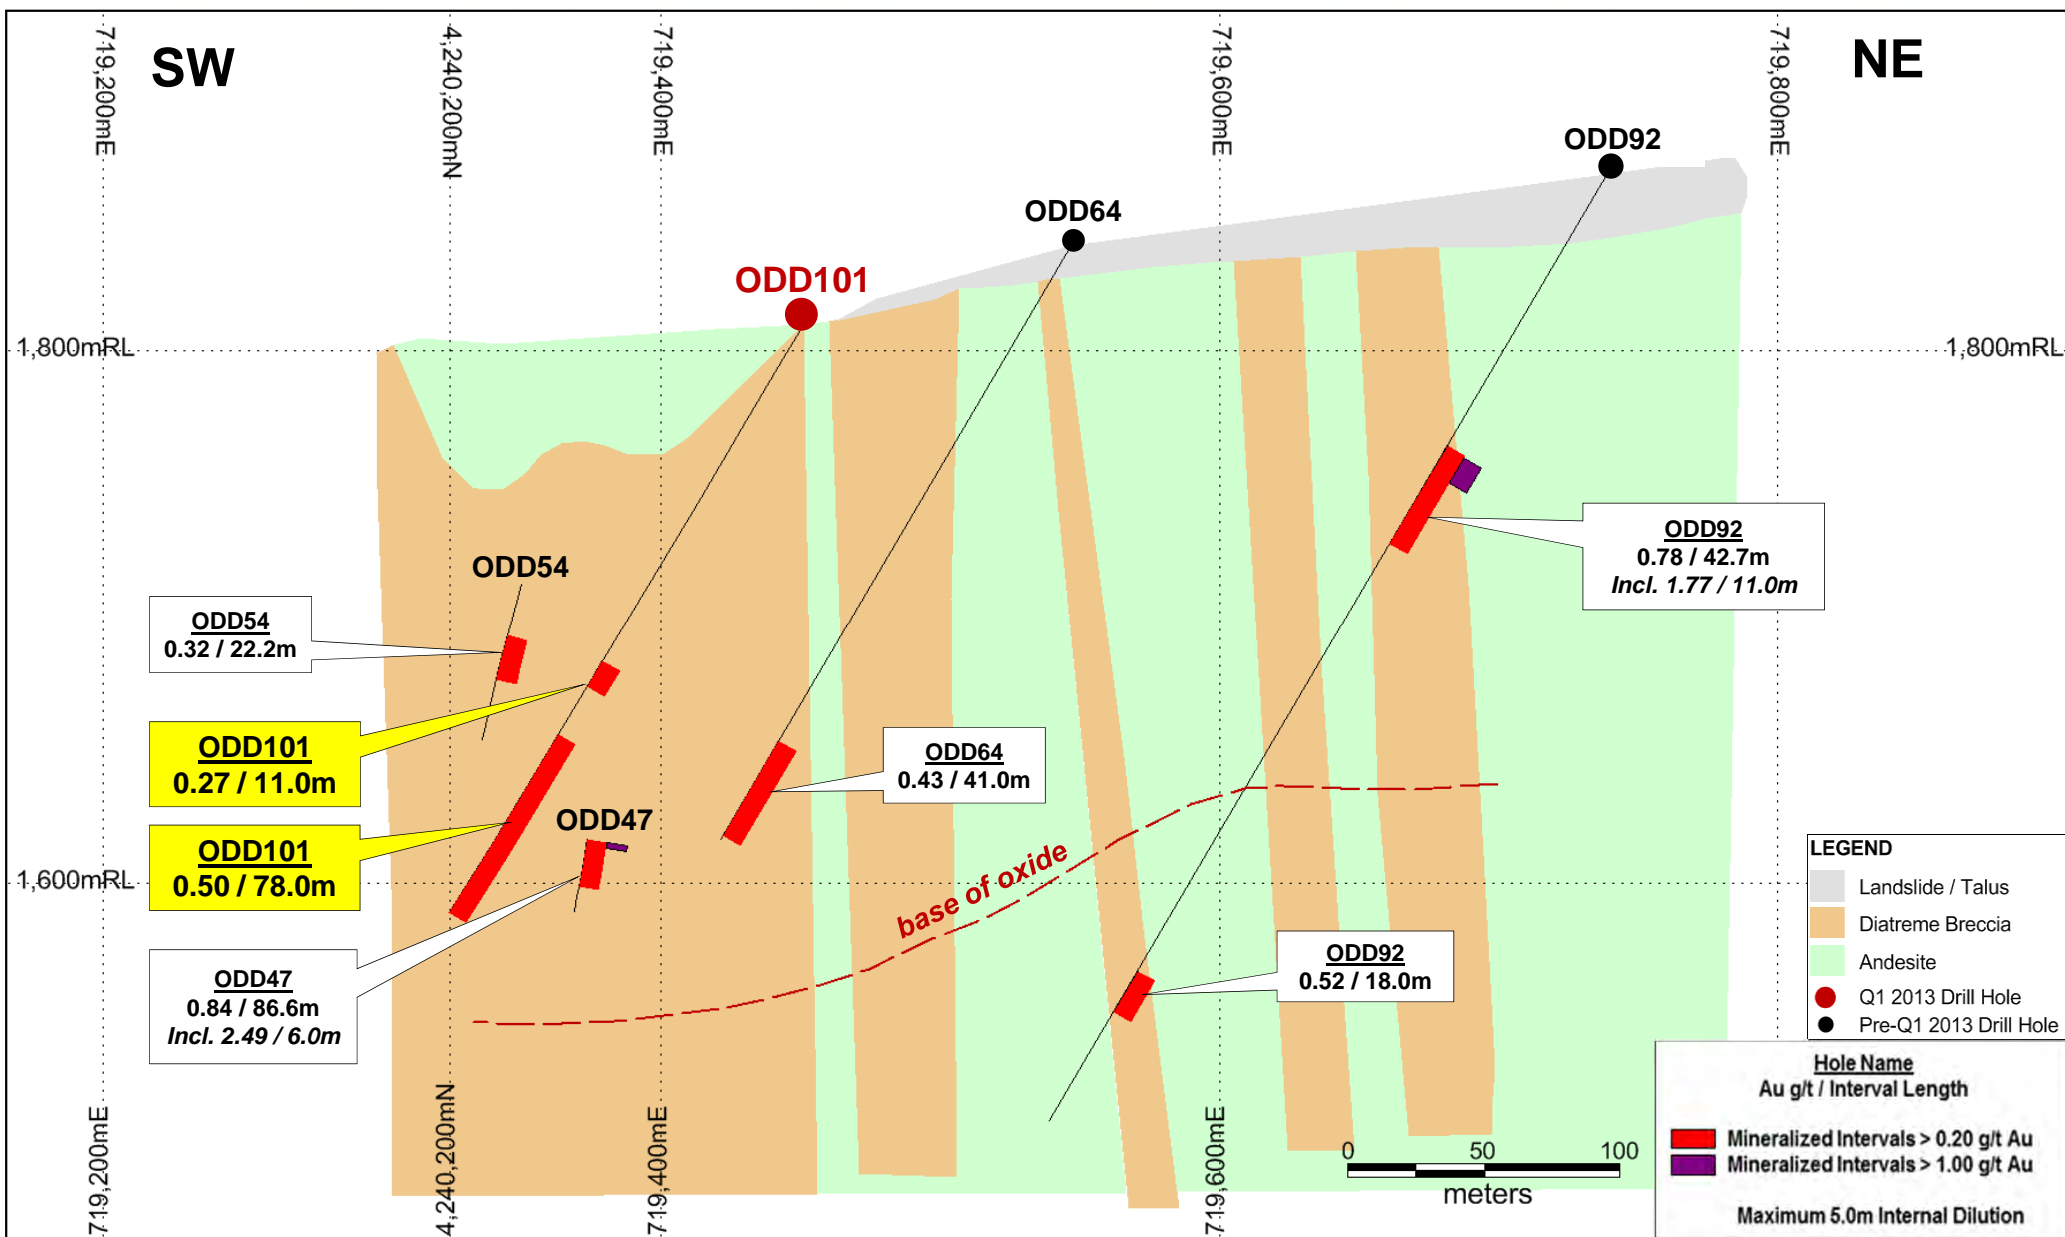 719,200mE
4,240,200mN
719,400mE
719,600mE
719,800mE
SW
NE
ODD92
ODD64
ODD101
1,800mRL
1,800mRL
ODD54
ODD54
0.32 / 22.2m
ODD92
0.78 / 42.7m
Incl. 1.77 / 11.0m
ODD101
0.27 / 11.0m
ODD64
0.43 / 41.0m
ODD47
ODD101
0.50 / 78.0m
1,600mRL
base of oxide
ODD47
0.84 / 86.6m
Incl. 2.49 / 6.0m
ODD92
0.52 / 18.0m
LEGEND
Landslide / Talus
Diatreme Breccia
Andesite
Q1 2013 Drill Hole
Pre-Q1 2013 Drill Hole
Hole Name
Au g/t / Interval Length
Mineralized Intervals > 0.20 g/t Au
Mineralized Intervals > 1.00 g/t Au
Maximum 5.0m Internal Dilution
0 50 100
meters
719,200mE
4,240,200mN
719,400mE
719,600mE